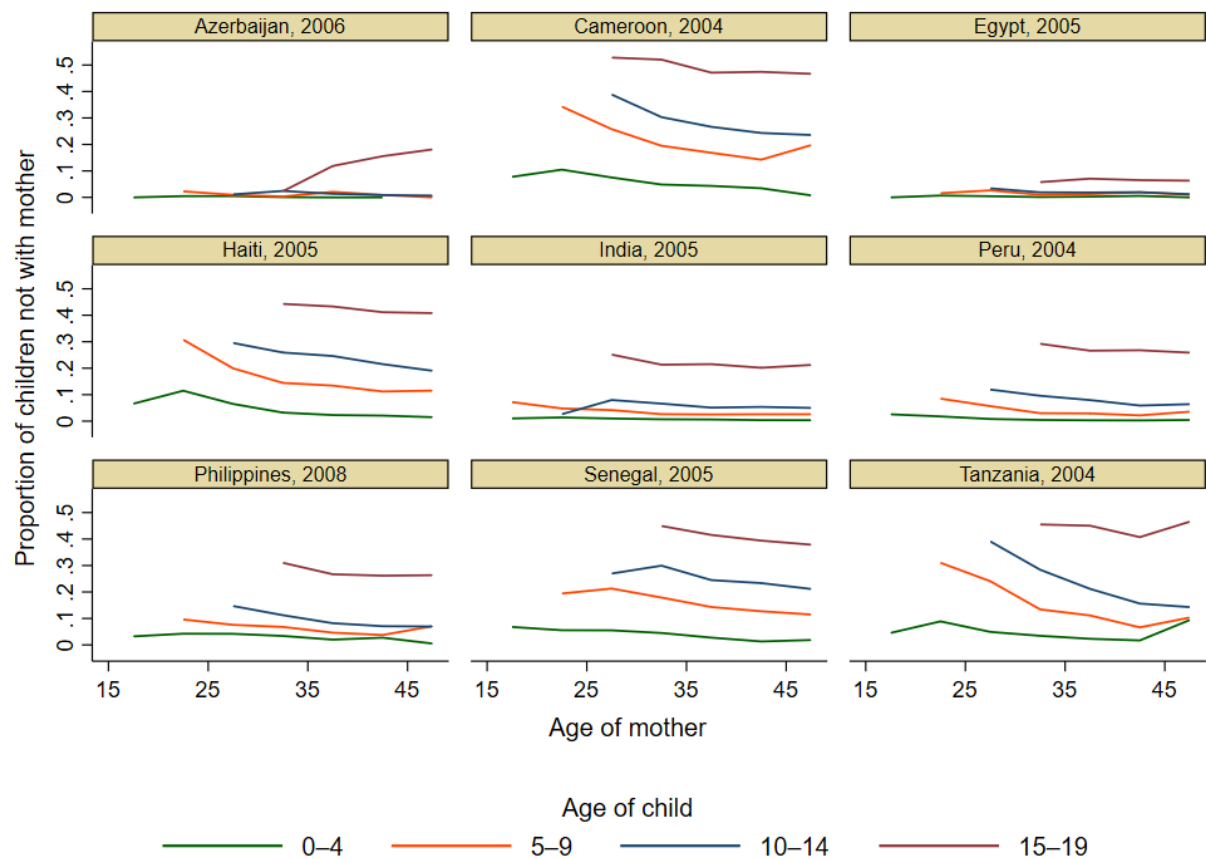 Azerbaijan, 2006
Cameroon, 2004
Egypt, 2005
0 .1 .2 .3 .4 .5
Haiti, 2005
India, 2005
Peru, 2004
0 .1 .2 .3 .4 .5
Proportion of children not with mother
Philippines, 2008
Senegal, 2005
Tanzania, 2004
0 .1 .2 .3 .4 .5
15 25 35 45
15 25 35 45
15 25 35 45
Age of mother
Age of child
0–4
5–9
10–14
15–19